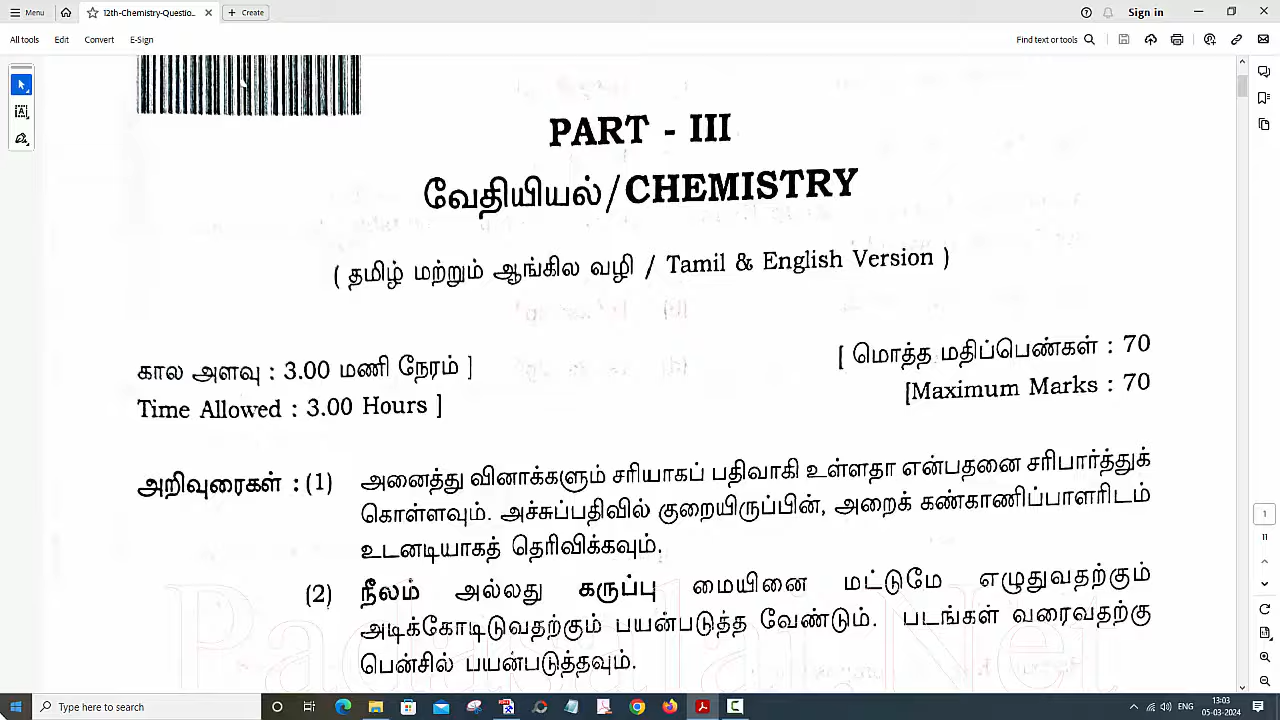 Menu
12th-Chemistry-Questio...
Create
Sign in
All tools Edit Convert E-Sign
Find text or tools
PART - III
வேதியியல்/CHEMISTRY
( தமிழ் மற்றும் ஆங்கில வழி / Tamil & English Version )
கால அளவு : 3.00 மணி நேரம் ]
[ மொத்த மதிப்பெண்கள் : 70
Time Allowed : 3.00 Hours ]
[Maximum Marks : 70
அறிவுரைகள் : (1) அனைத்து வினாக்களும் சரியாகப் பதிவாகி உள்ளதா என்பதனை சரிபார்த்துக்
கொள்ளவும். அச்சுப்பதிவில் குறையிருப்பின், அறைக் கண்காணிப்பாளரிடம்
உடனடியாகத் தெரிவிக்கவும்.
(2) நீலம் அல்லது கருப்பு மையினை மட்டுமே எழுதுவதற்கும்
அடிக்கோடிடுவதற்கும் பயன்படுத்த வேண்டும். படங்கள் வரைவதற்கு
பென்சில் பயன்படுத்தவும்.
Padasalai.Net
1
11
Type here to search
ENG
13:03
05-03-2024